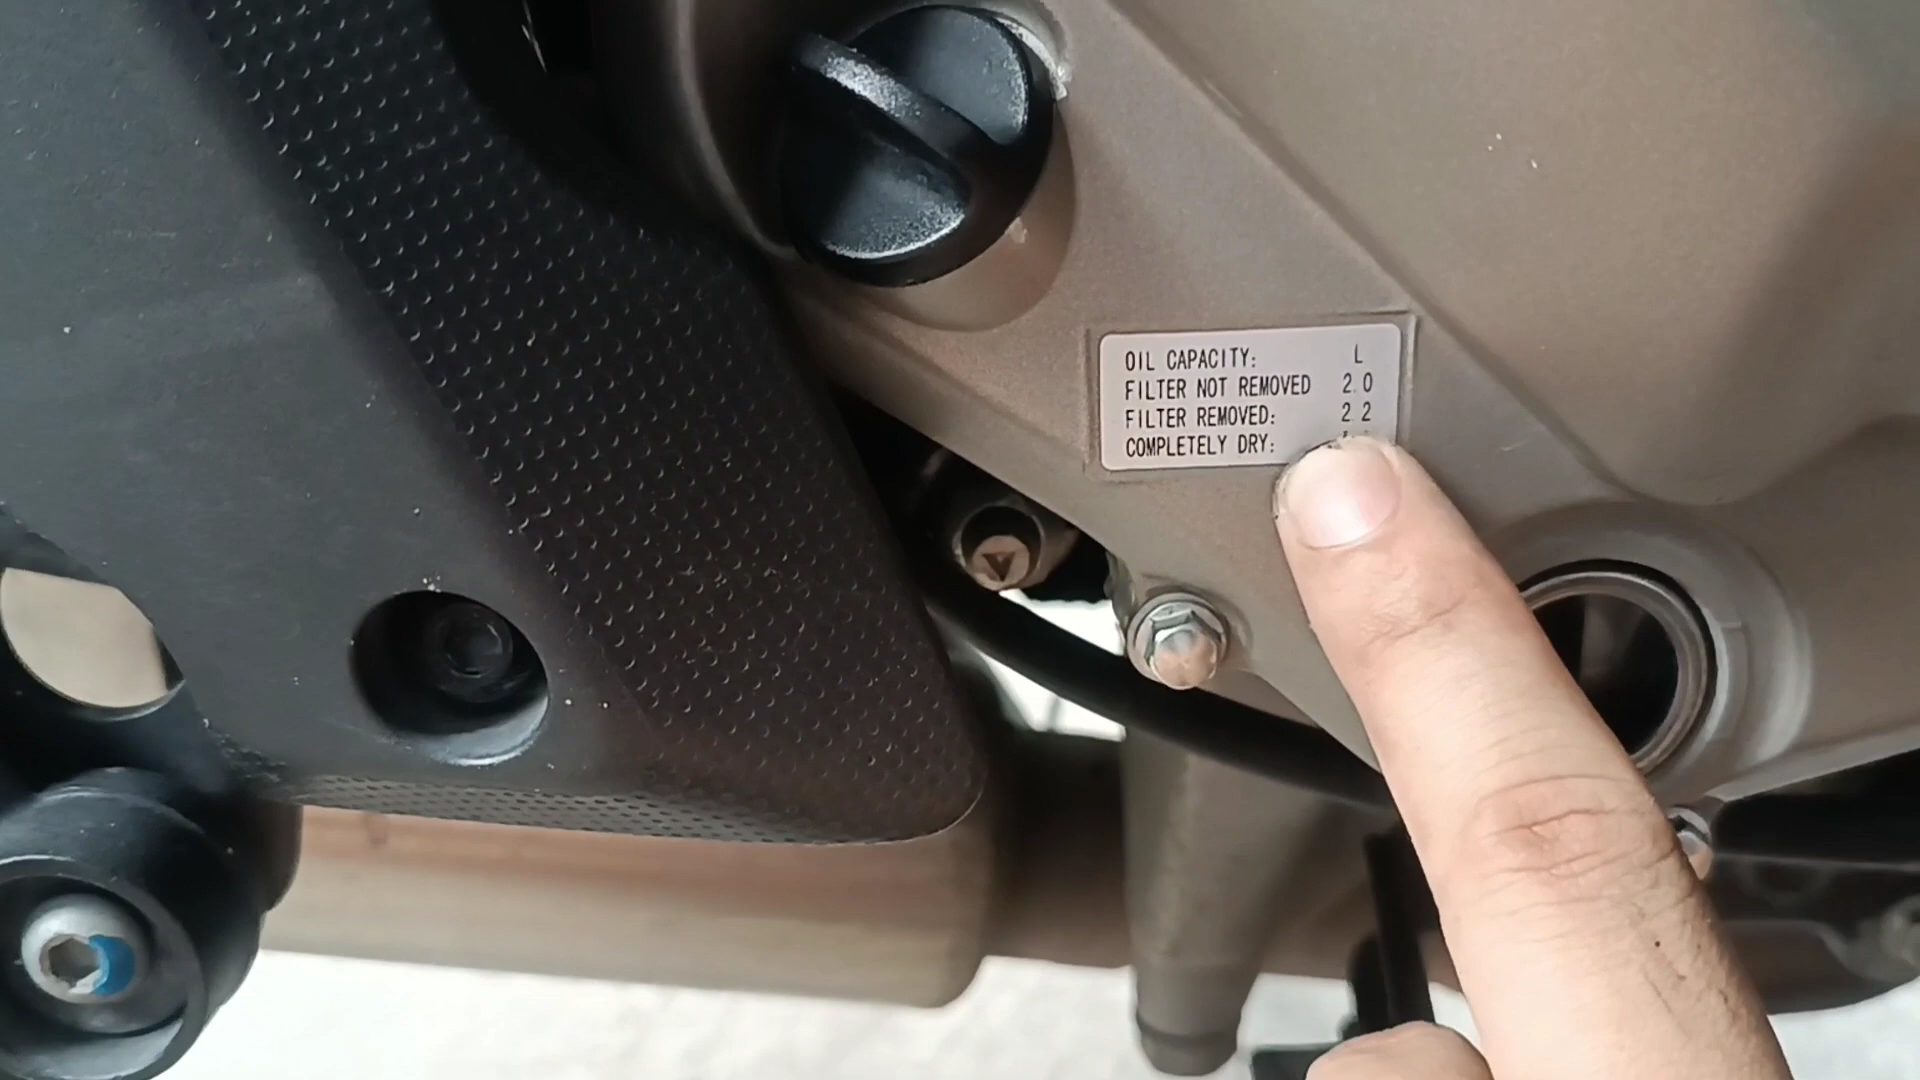 OIL CAPACITY: L
FILTER NOT REMOVED 2.0
FILTER REMOVED: 2.2
COMPLETELY DRY: